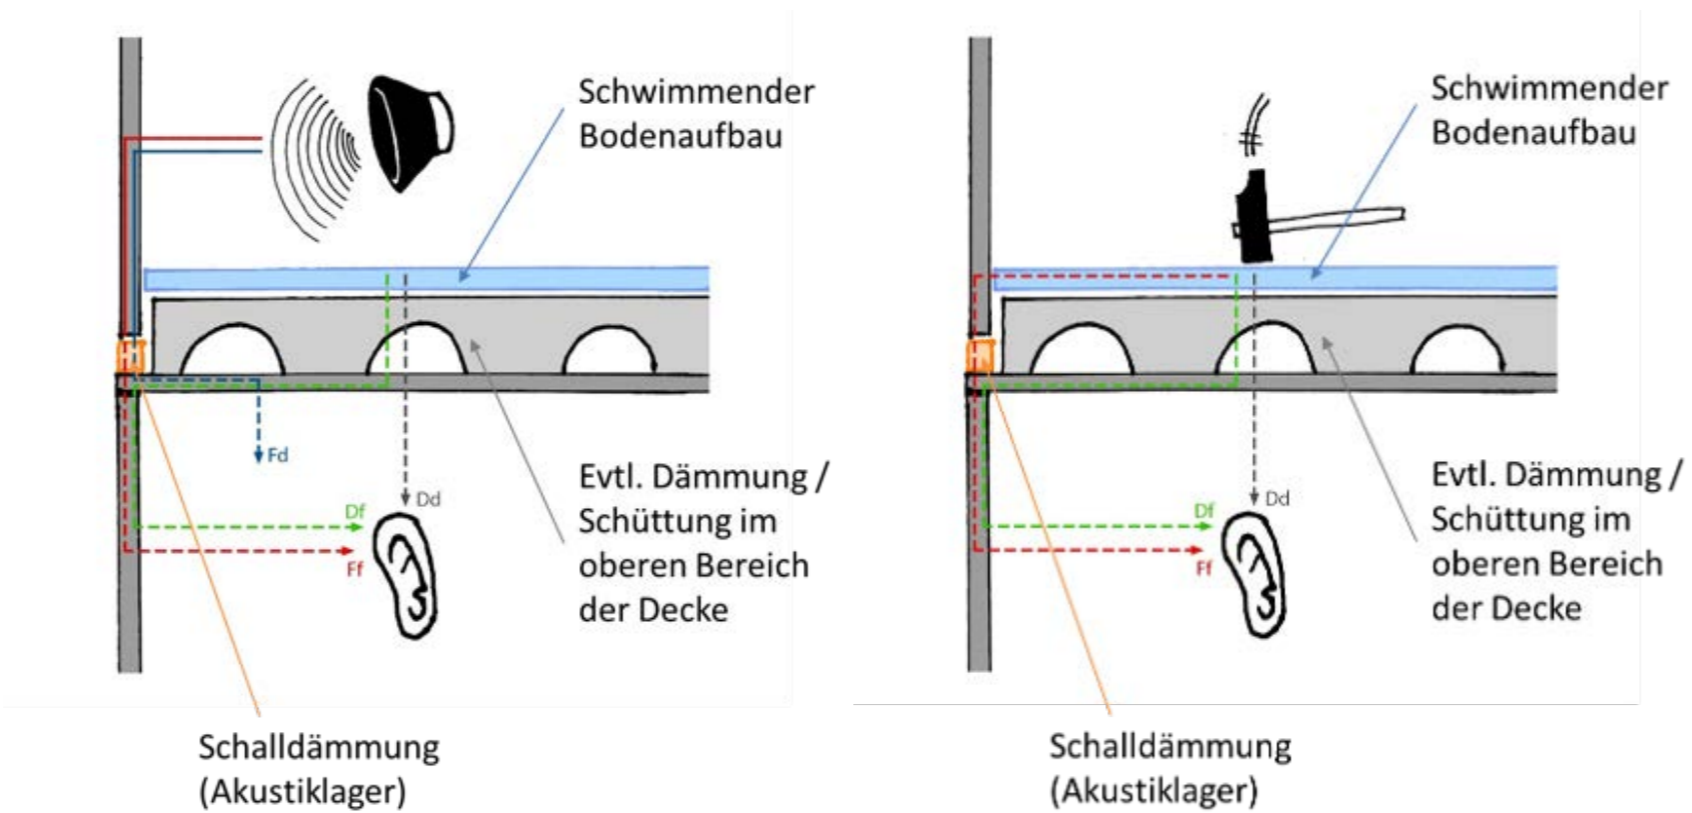 Schwimmender
Bodenaufbau
Fd
Dd
Df
Ff
Evtl. Dämmung /
Schüttung im
oberen Bereich
der Decke
Schalldämmung
(Akustiklager)
Schwimmender
Bodenaufbau
Dd
Df
Ff
Evtl. Dämmung /
Schüttung im
oberen Bereich
der Decke
Schalldämmung
(Akustiklager)